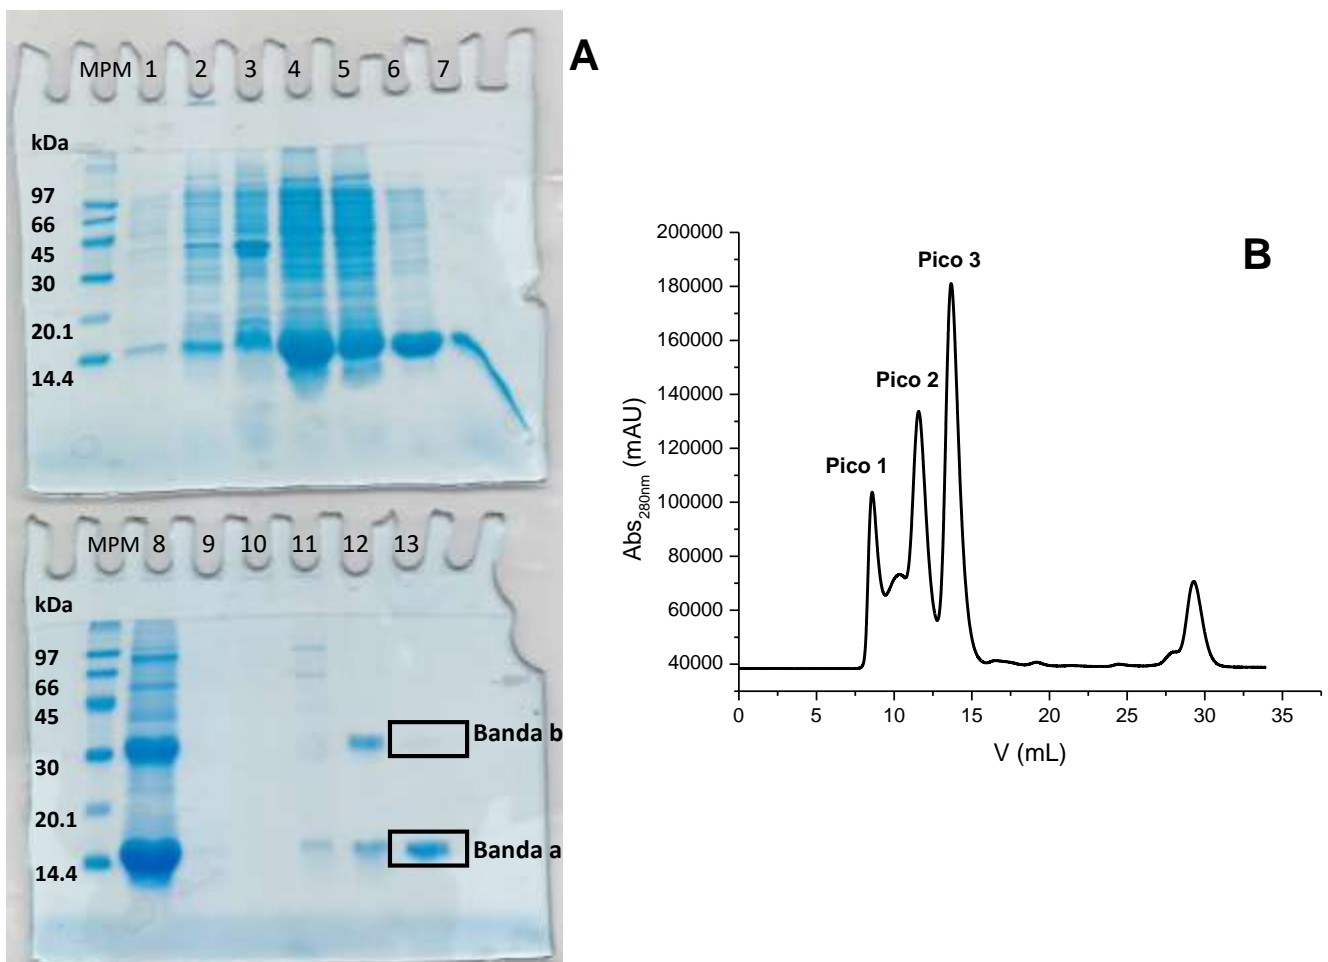 A
MPM 1 2 3 4 5 6 7
kDa
97
66
45
30
20.1
14.4
MPM 8 9 10 11 12 13
kDa
97
66
45
30
20.1
14.4
Banda b
Banda a
B
Pico 1
Pico 2
Pico 3
200000
180000
160000
140000
120000
100000
80000
60000
40000
Abs280nm (mAU)
0 5 10 15 20 25 30 35
V (mL)